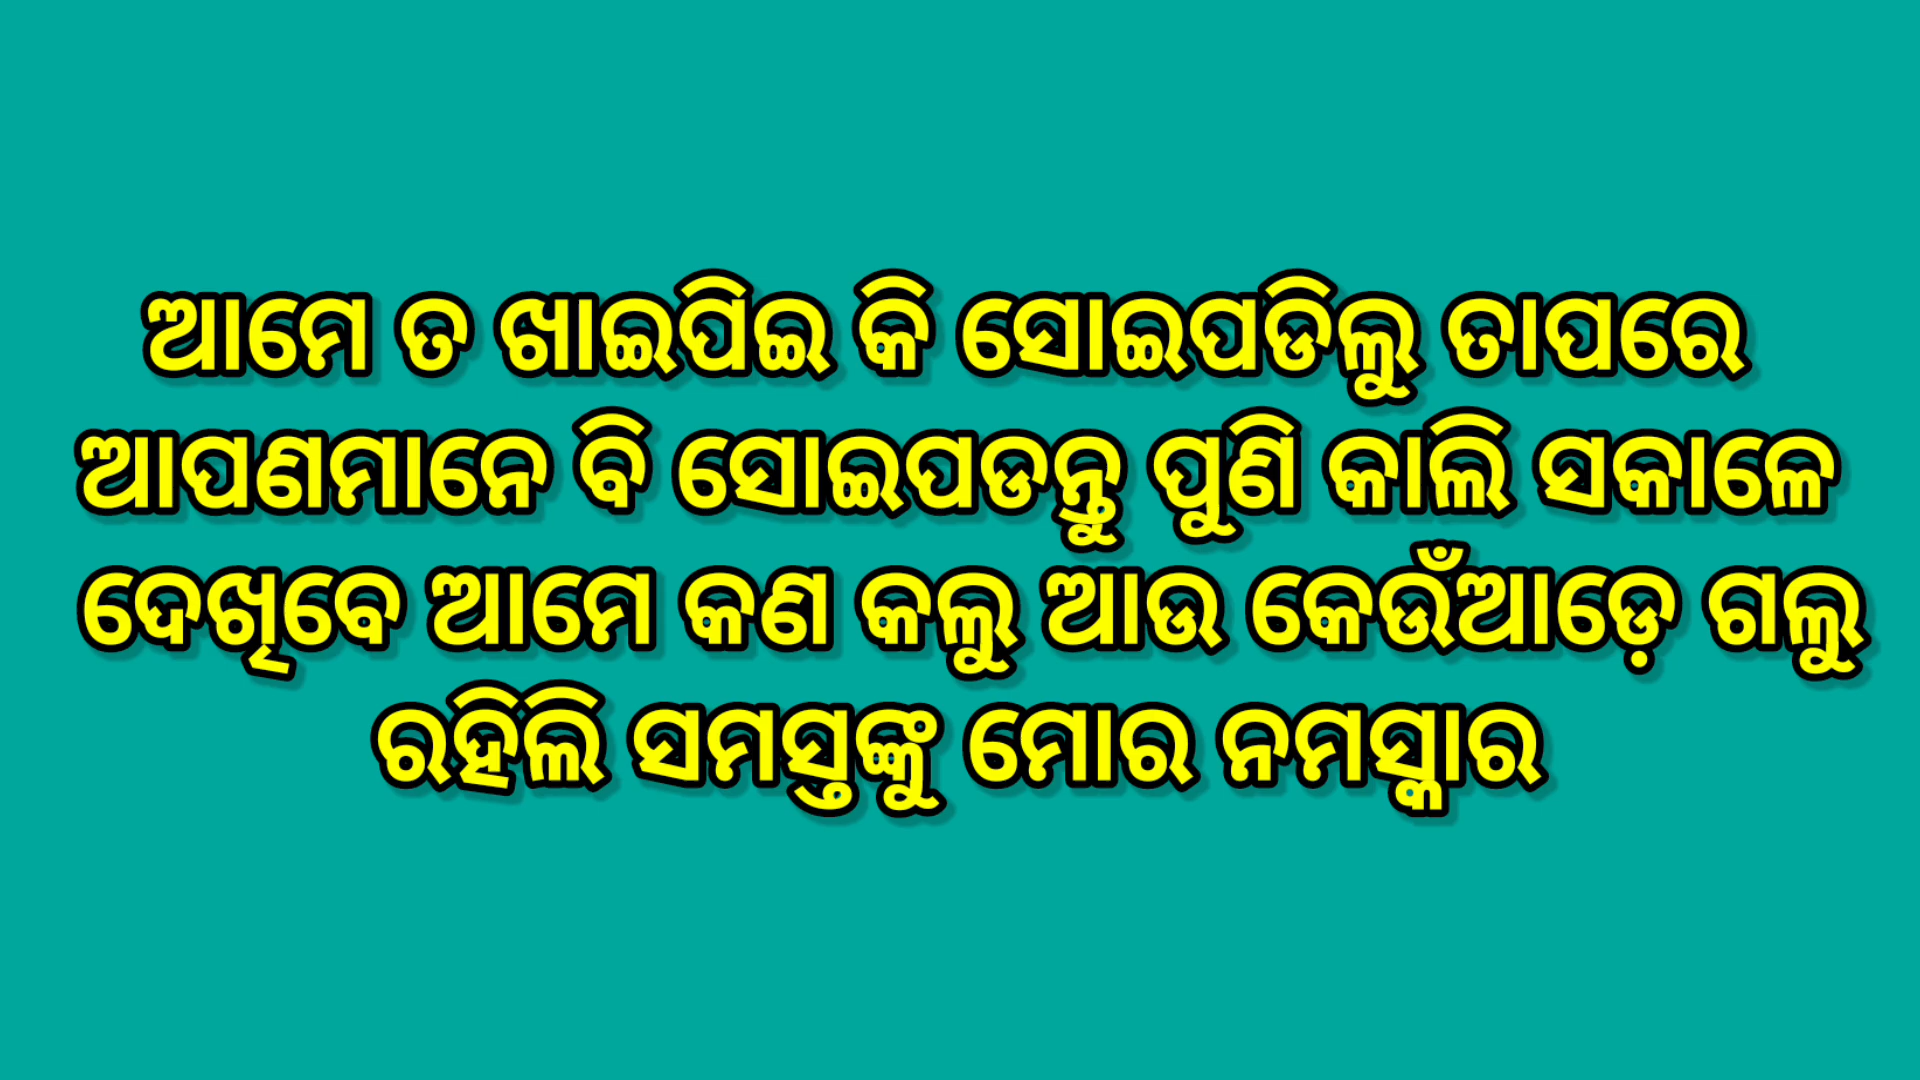 ଆମେ ତ ଖାଇପିଇ କି ସୋଇପଡିଲୁ ତାପରେ
ଆପଣମାନେ ବି ସୋଇପଡନ୍ତୁ ପୁଣି କାଲି ସକାଳେ
ଦେଖିବେ ଆମେ କଣ କଲୁ ଆଉ କେଉଁଆଡ଼େ ଗଲୁ
ରହିଲି ସମସ୍ତଙ୍କୁ ମୋର ନମସ୍କାର